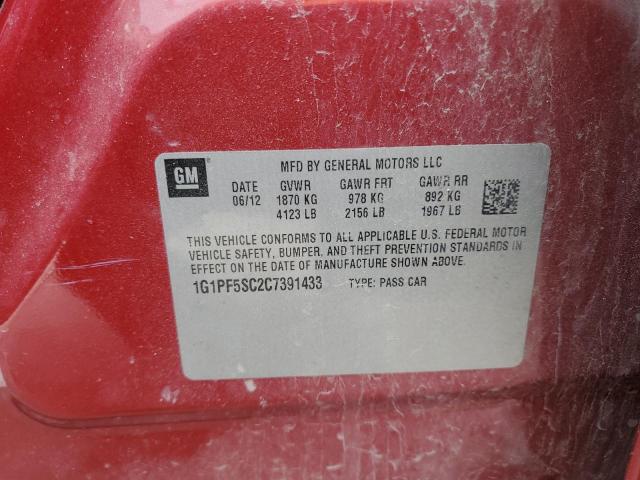 GM
MFD BY GENERAL MOTORS LLC
DATE GVWR GAWR FRT GAWR RR
06/12 1870 KG 978 KG 892 KG
4123 LB 2156 LB 1967 LB
THIS VEHICLE CONFORMS TO ALL APPLICABLE U.S. FEDERAL MOTOR
VEHICLE SAFETY, BUMPER, AND THEFT PREVENTION STANDARDS IN
EFFECT ON THE DATE OF MANUFACTURE SHOWN ABOVE.
1G1PF5SC2C7391433 TYPE: PASS CAR